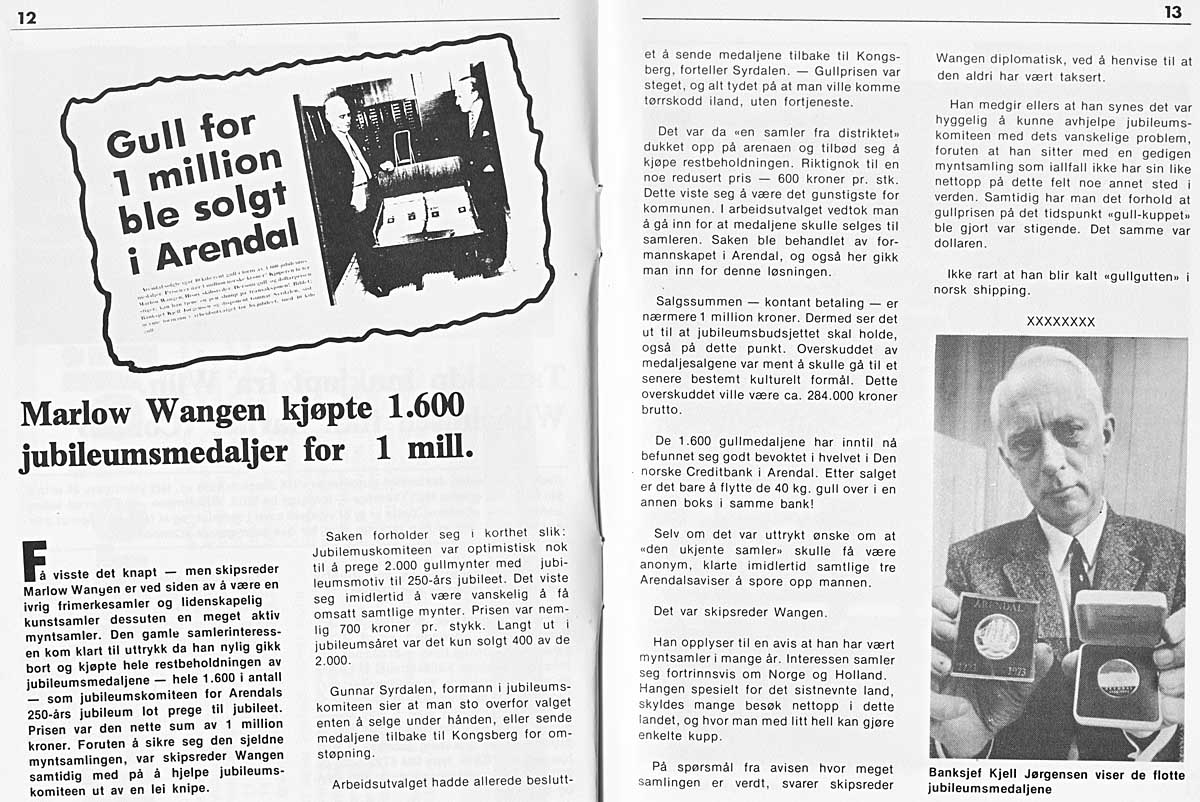 12
Gull for
1 million
ble solgt
i Arendal
Marlow Wangen kjøpte 1.600
jubileumsmedaljer for 1 mill.
Få visste det knapt — men skipsreder
Marlow Wangen er ved siden av å være en
ivrig frimerkesamler og lidenskapelig
kunstsamler dessuten en meget aktiv
myntsamler. Den gamle samlerinteress-
en kom klart til uttrykk da han nylig gikk
bort og kjøpte hele restbeholdningen av
jubileumsmedaljene — hele 1.600 i antall
— som jubileumskomiteen for Arendals
250-års jubileum lot prege til jubileet.
Prisen var den nette sum av 1 million
kroner. Foruten å sikre seg den sjeldne
myntsamlingen, var skipsreder Wangen
samtidig med på å hjelpe jubileums-
komiteen ut av en lei knipe.
Saken forholder seg i korthet slik:
Jubilemuskomiteen var optimistisk nok
til å prege 2.000 gullmynter med jubi-
leumsmotiv til 250-års jubileet. Det viste
seg imidlertid å være vanskelig å få
omsatt samtlige mynter. Prisen var nem-
lig 700 kroner pr. stykk. Langt ut i
jubileumsåret var det kun solgt 400 av de
2.000.
Gunnar Syrdalen, formann i jubileums-
komiteen sier at man sto overfor valget
enten å selge under hånden, eller sende
medaljene tilbake til Kongsberg for om-
støpning.
Arbeidsutvalget hadde allerede beslutt-
13
et å sende medaljene tilbake til Kongs-
berg, forteller Syrdalen. — Gullprisen var
steget, og alt tydet på at man ville komme
tørrskodd iland, uten fortjeneste.
Det var da «en samler fra distriktet»
dukket opp på arenaen og tilbød seg å
kjøpe restbeholdningen. Riktignok til en
noe redusert pris — 600 kroner pr. stk.
Dette viste seg å være det gunstigste for
kommunen. I arbeidsutvalget vedtok man
å gå inn for at medaljene skulle selges til
samleren. Saken ble behandlet av for-
mannskapet i Arendal, og også her gikk
man inn for denne løsningen.
Salgssummen — kontant betaling — er
nærmere 1 million kroner. Dermed ser det
ut til at jubileumsbudsjettet skal holde,
også på dette punkt. Overskuddet av
medaljesalgene var ment å skulle gå til et
senere bestemt kulturelt formål. Dette
overskuddet ville være ca. 284.000 kroner
brutto.
De 1.600 gullmedaljene har inntil nå
befunnet seg godt bevoktet i hvelvet i Den
norske Creditbank i Arendal. Etter salget
er det bare å flytte de 40 kg. gull over i en
annen boks i samme bank!
Selv om det var uttrykt ønske om at
«den ukjente samler» skulle få være
anonym, klarte imidlertid samtlige tre
Arendalsaviser å spore opp mannen.
Det var skipsreder Wangen.
Han opplyser til en avis at han har vært
myntsamler i mange år. Interessen samler
seg fortrinnsvis om Norge og Holland.
Hangen spesielt for det sistnevnte land,
skyldes mange besøk nettopp i dette
landet, og hvor man med litt hell kan gjøre
enkelte kupp.
På spørsmål fra avisen hvor meget
samlingen er verdt, svarer skipsreder
Wangen diplomatisk, ved å henvise til at
den aldri har vært taksert.
Han medgir ellers at han synes det var
hyggelig å kunne avhjelpe jubileums-
komiteen med dets vanskelige problem,
foruten at han sitter med en gedigen
myntsamling som iallfall ikke har sin like
nettopp på dette felt noe annet sted i
verden. Samtidig har man det forhold at
gullprisen på det tidspunkt «gull-kuppet»
ble gjort var stigende. Det samme var
dollaren.
Ikke rart at han blir kalt «gullgutten» i
norsk shipping.
XXXXXXXX
ARENDAL
1723 1973
Banksjef Kjell Jørgensen viser de flotte
jubileumsmedaljene